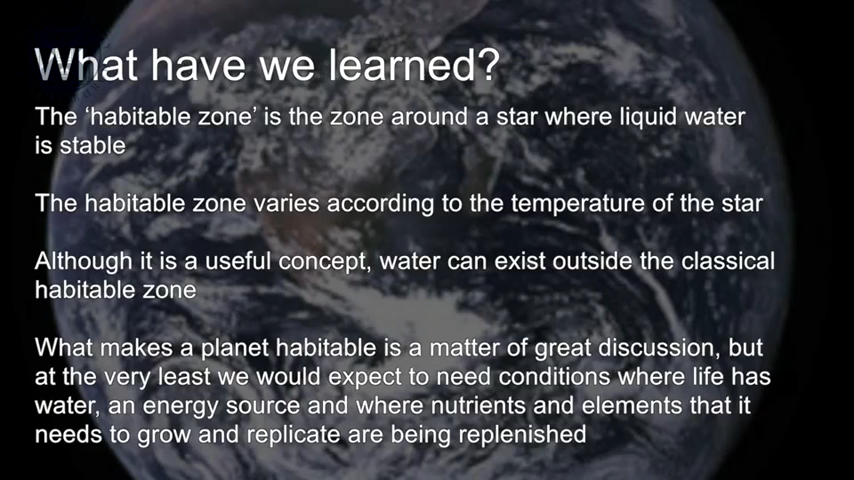 What have we learned?
The ‘habitable zone’ is the zone around a star where liquid water
is stable
The habitable zone varies according to the temperature of the star
Although it is a useful concept, water can exist outside the classical
habitable zone
What makes a planet habitable is a matter of great discussion, but
at the very least we would expect to need conditions where life has
water, an energy source and where nutrients and elements that it
needs to grow and replicate are being replenished